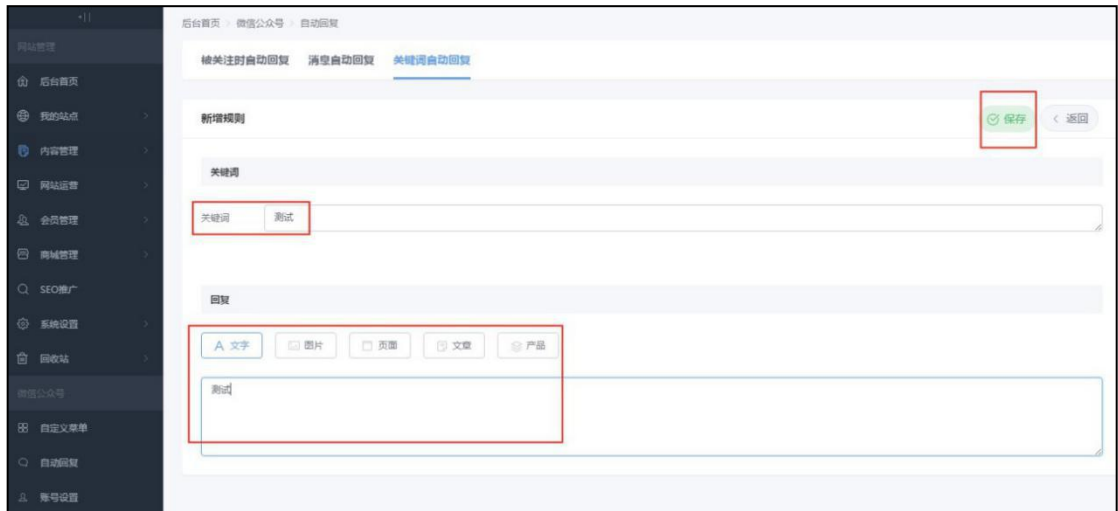 网站管理
后台首页
我的站点
内容管理
网站运营
会员管理
商城管理
SEO推广
系统设置
回收站
微信公众号
自定义菜单
自动回复
账号设置
后台首页 > 微信公众号 > 自动回复
被关注时自动回复 消息自动回复 关键词自动回复
新增规则 保存 < 返回
关键词
关键词 测试
回复
A 文字 图片 页面 文章 产品
测试